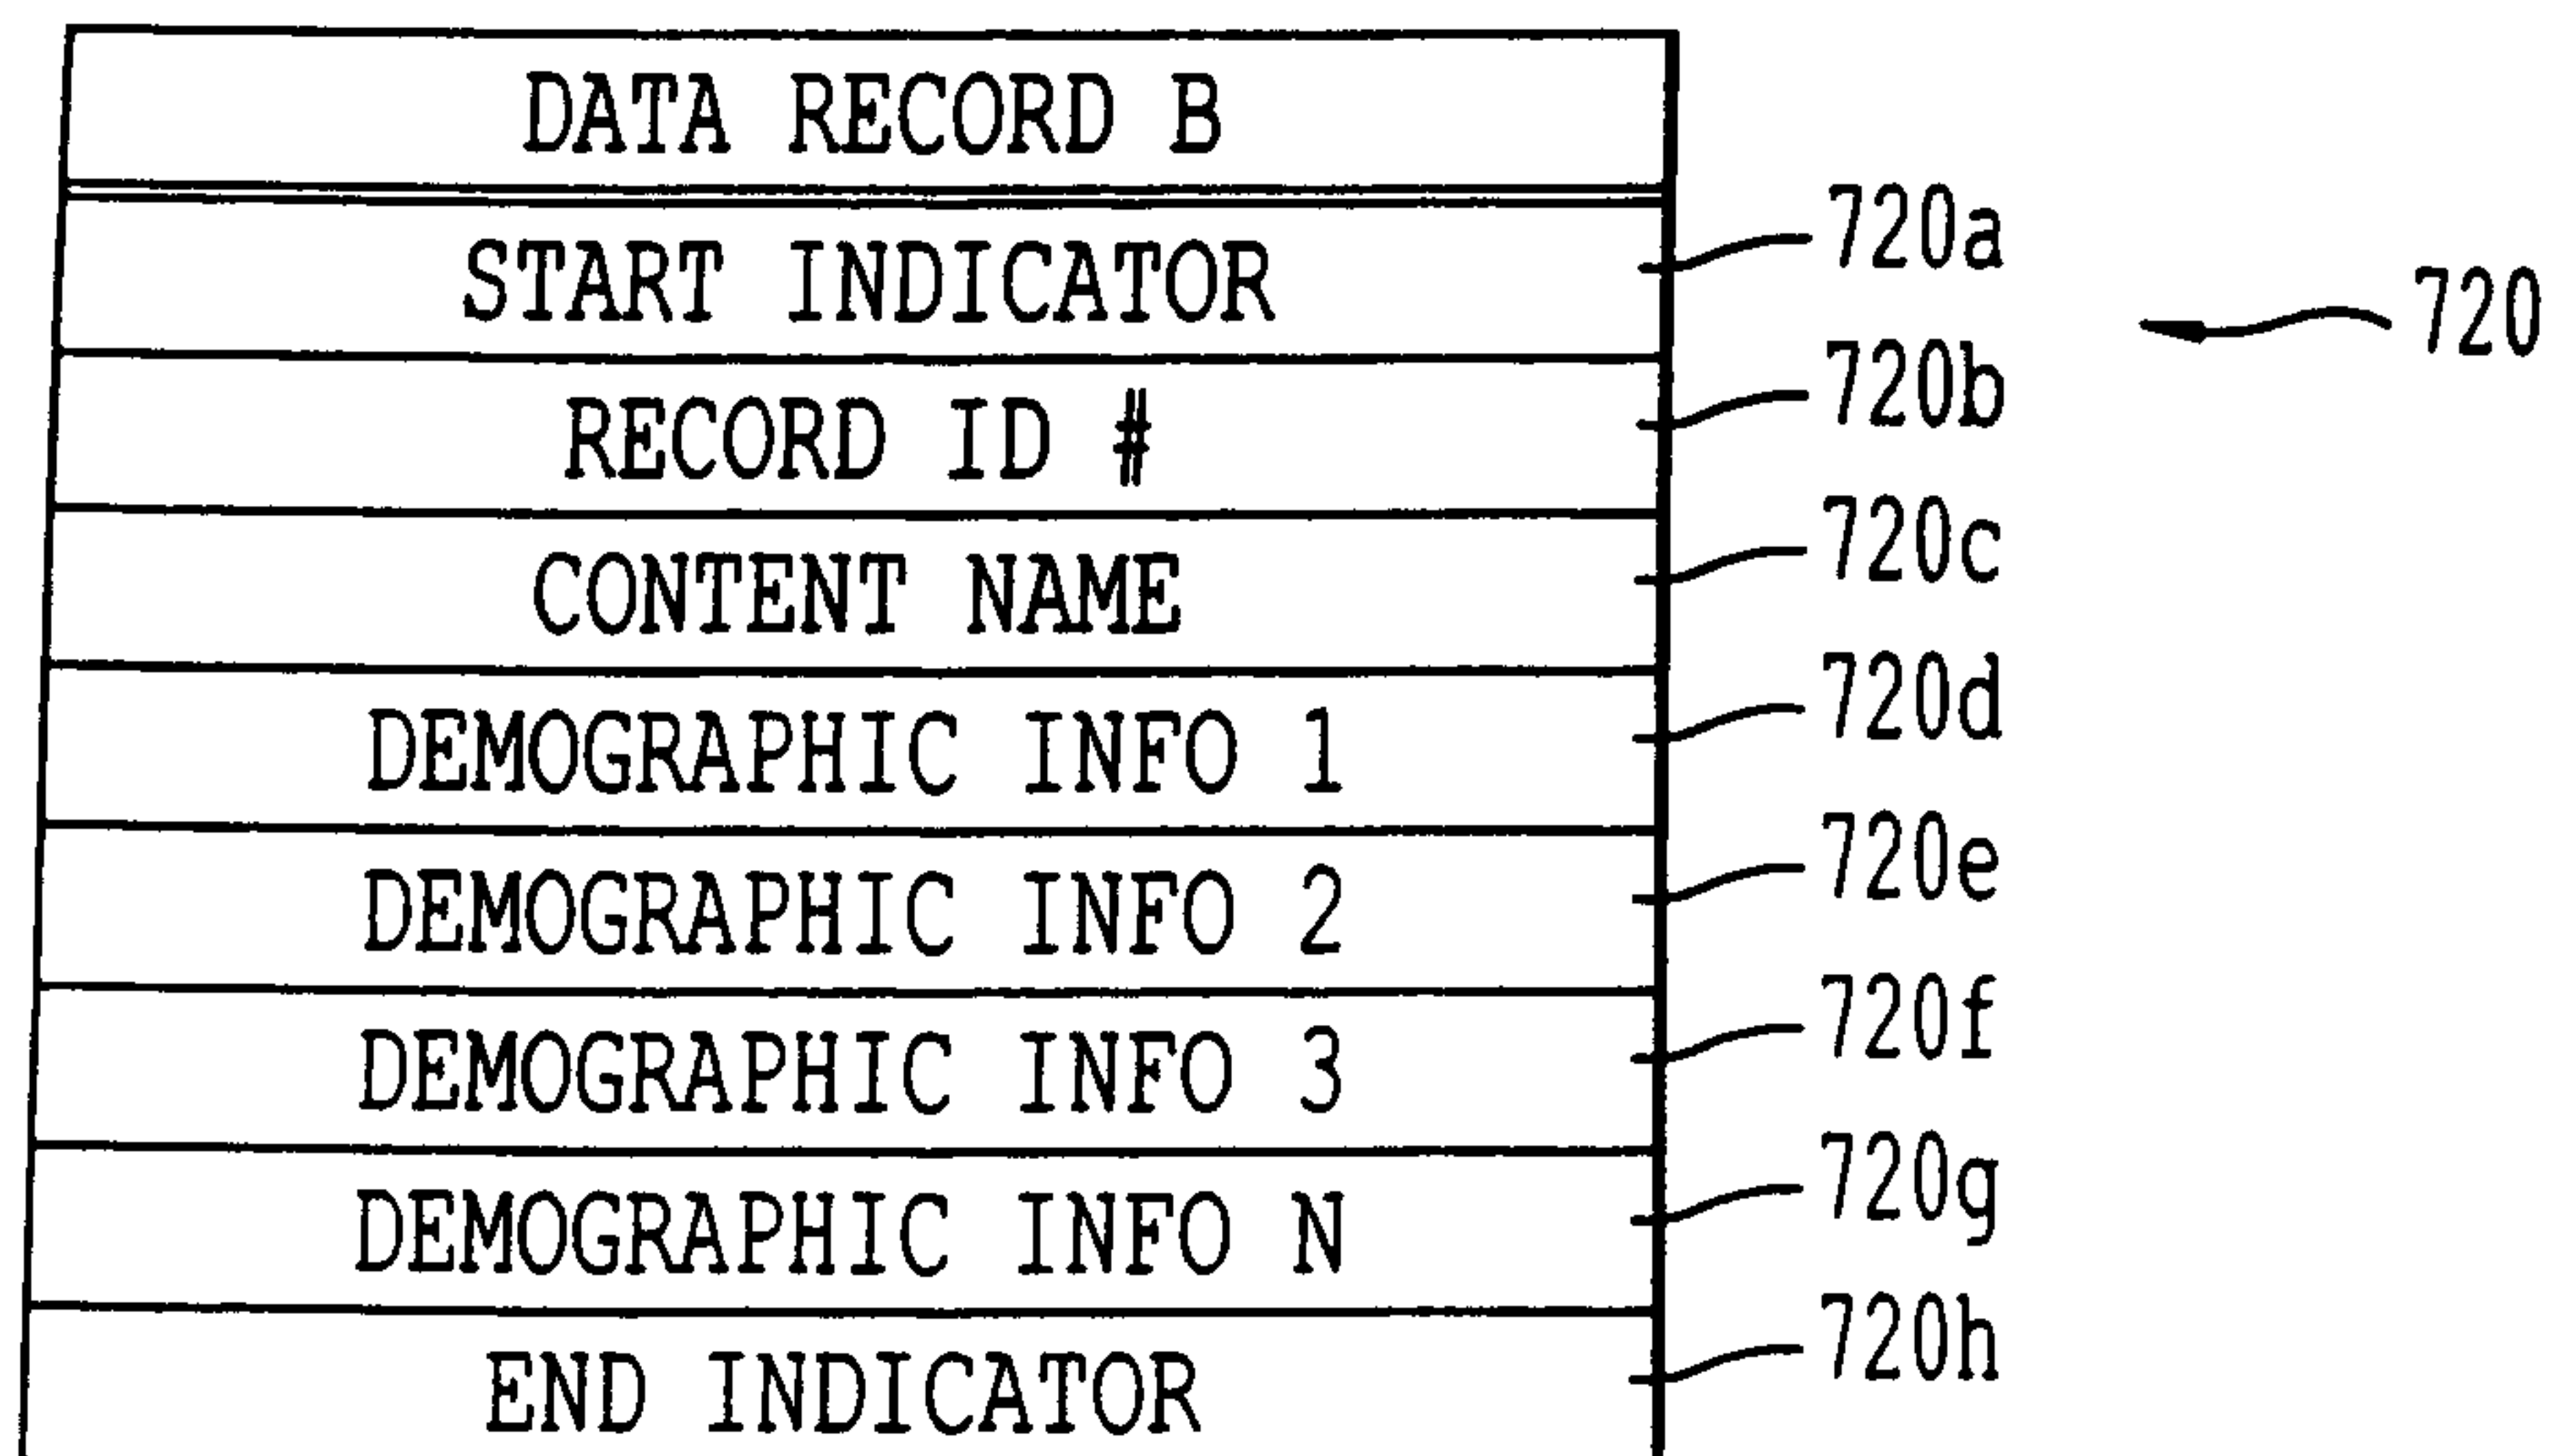 DATA RECORD B
START INDICATOR 720a
720
RECORD ID # 720b
CONTENT NAME 720c
DEMOGRAPHIC INFO 1 720d
DEMOGRAPHIC INFO 2 720e
DEMOGRAPHIC INFO 3 720f
DEMOGRAPHIC INFO N 720g
END INDICATOR 720h